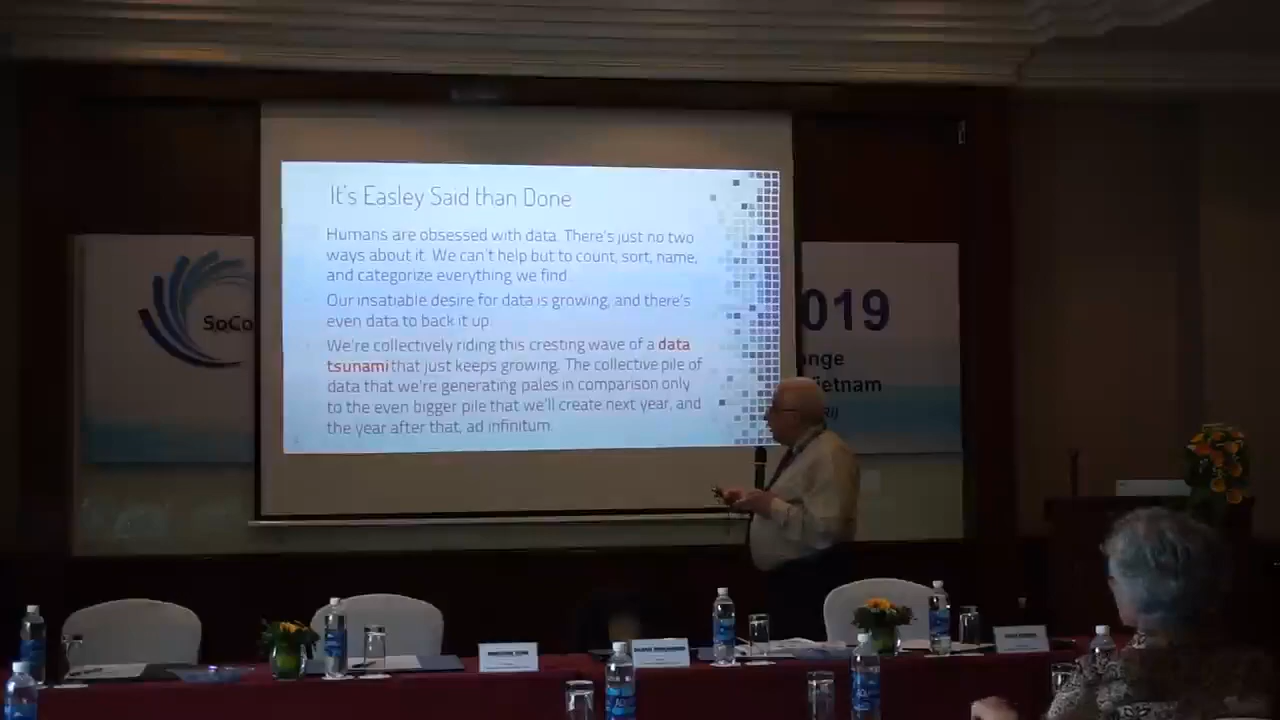 It's Easley Said than Done
Humans are obsessed with data. There's just no two
ways about it. We can't help but to count, sort, name,
and categorize everything we find.
Our insatiable desire for data is growing, and there's
even data to back it up.
We're collectively riding this cresting wave of a data
tsunami that just keeps growing. The collective pile of
data that we're generating pales in comparison only
to the even bigger pile that we'll create next year, and
the year after that, ad infinitum.
SoCo
019
nge
ietnam